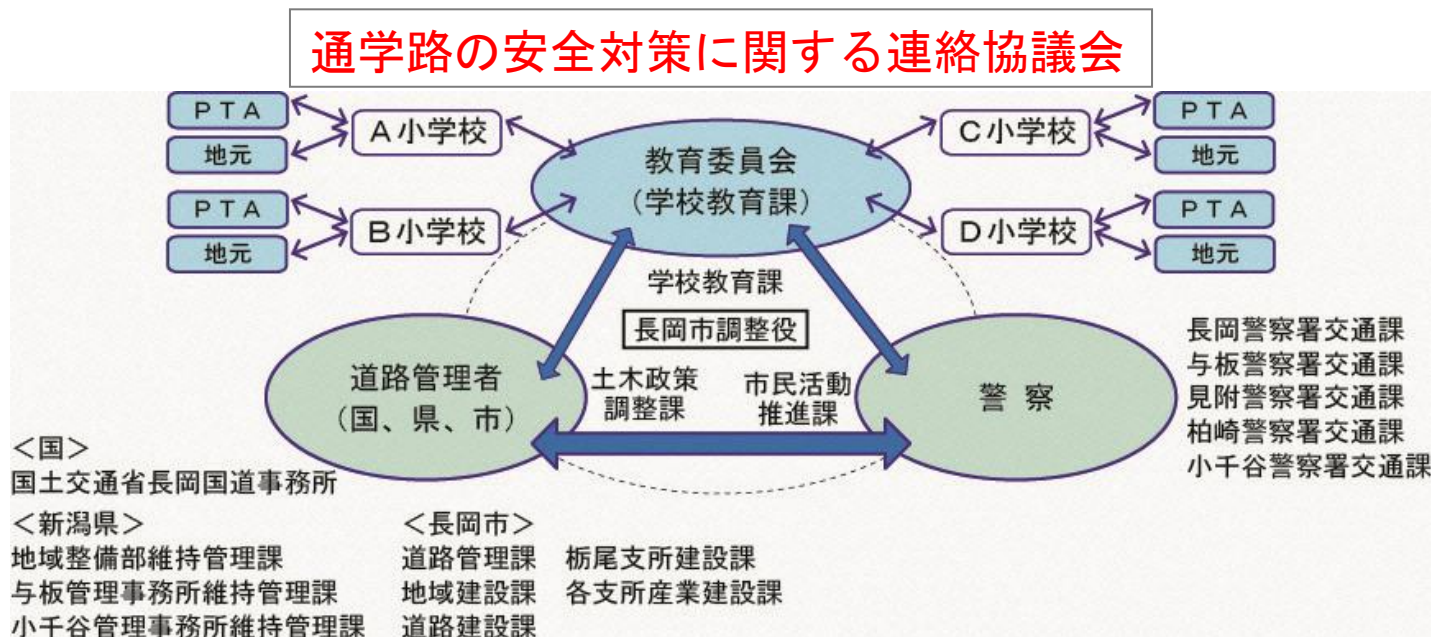 通学路の安全対策に関する連絡協議会
PTA
地元
A小学校
PTA
地元
B小学校
教育委員会
(学校教育課)
C小学校
PTA
地元
D小学校
PTA
地元
学校教育課
長岡市調整役
土木政策
調整課
市民活動
推進課
道路管理者
(国、県、市)
警察
長岡警察署交通課
与板警察署交通課
見附警察署交通課
柏崎警察署交通課
小千谷警察署交通課
<国>
国土交通省長岡国道事務所
<新潟県>
地域整備部維持管理課
与板管理事務所維持管理課
小千谷管理事務所維持管理課
<長岡市>
道路管理課 栃尾支所建設課
地域建設課 各支所産業建設課
道路建設課